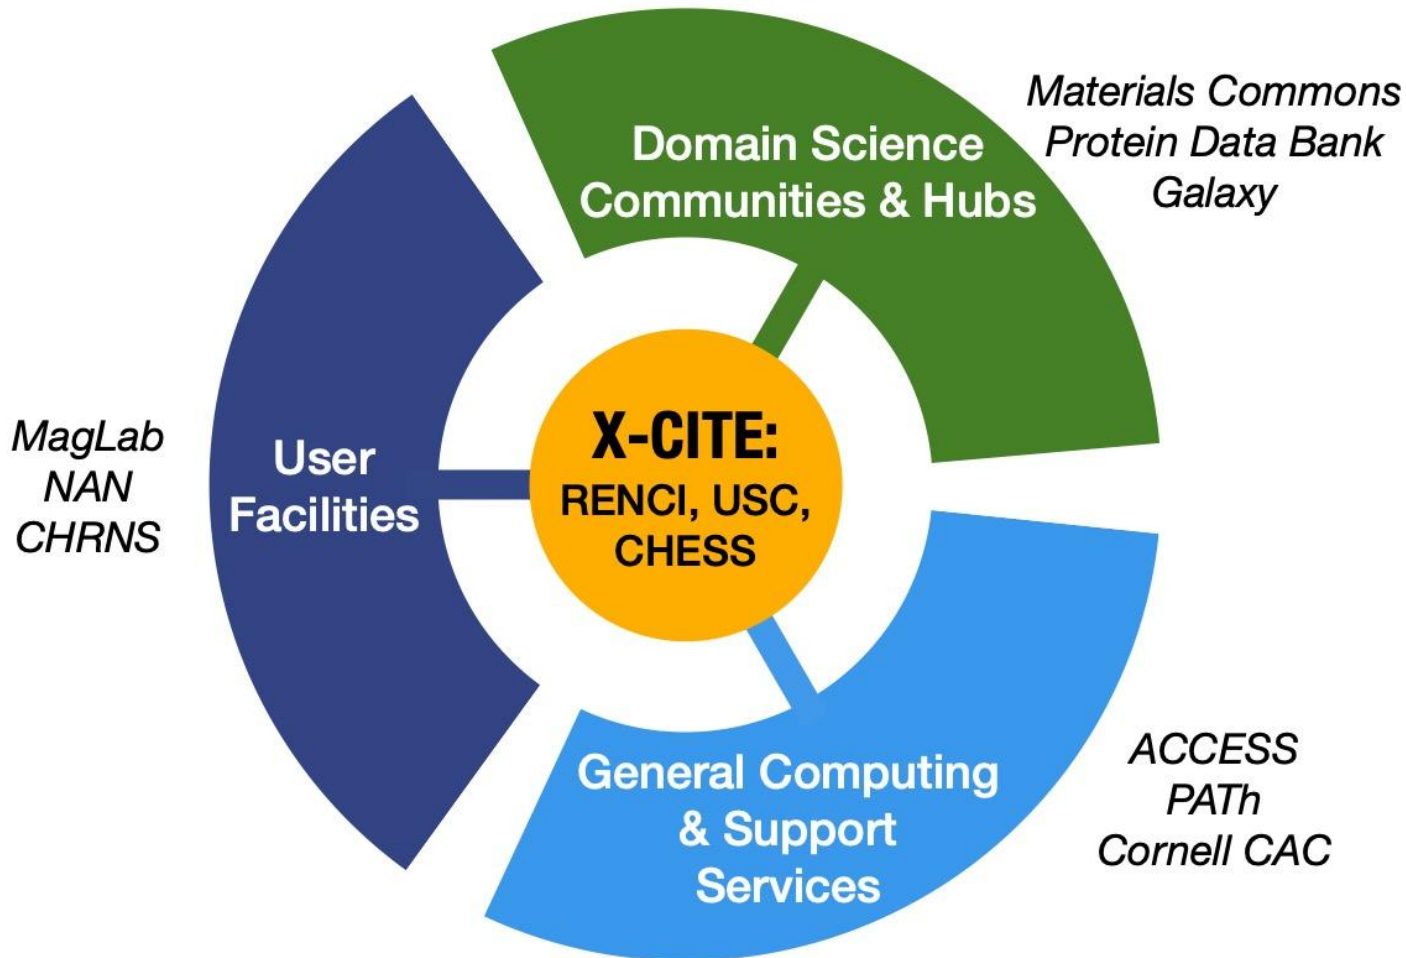 Domain Science
Communities & Hubs
Materials Commons
Protein Data Bank
Galaxy
MagLab
NAN
CHRNS
User
Facilities
X-CITE:
RENCI, USC,
CHESS
General Computing
& Support
Services
ACCESS
PATh
Cornell CAC